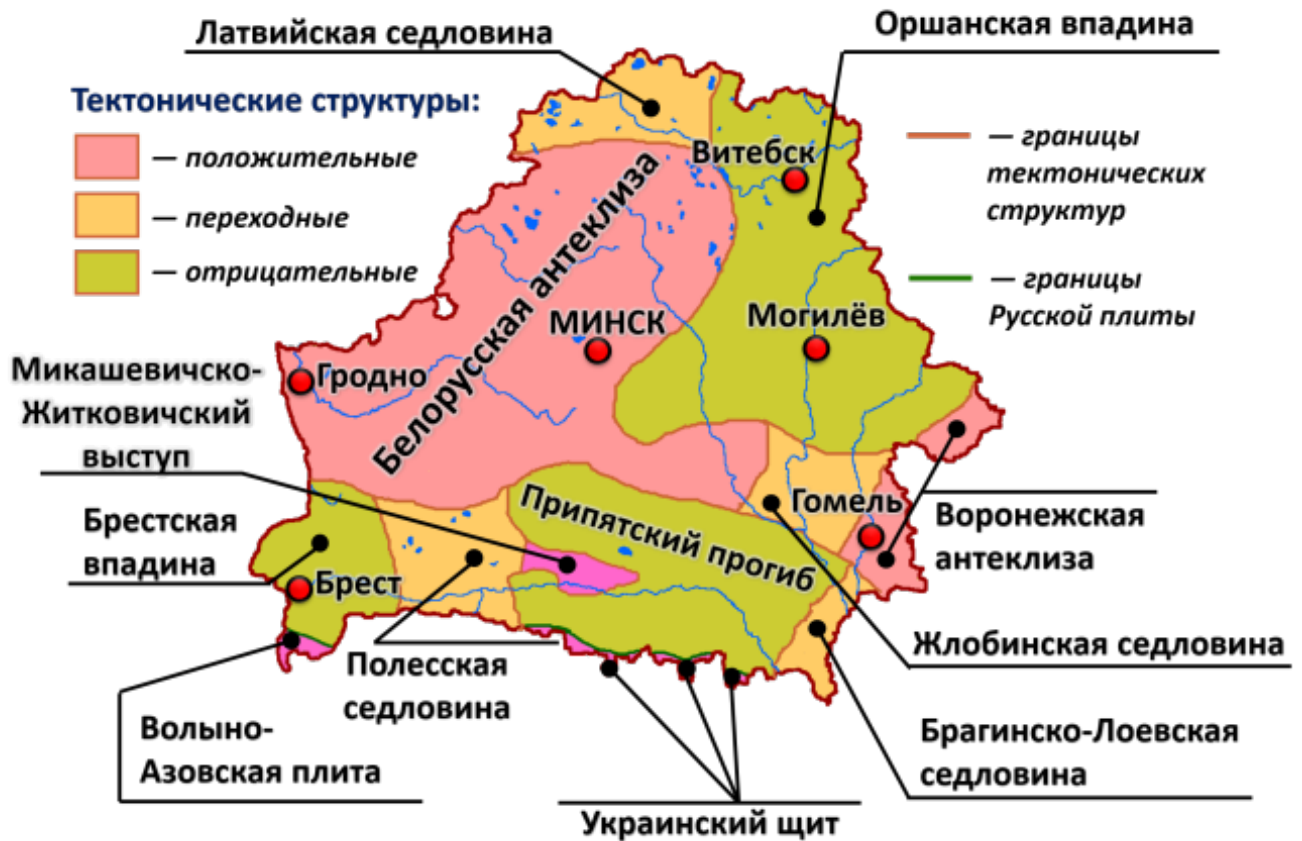 Латвийская седловина
Оршанская впадина
Тектонические структуры:
— положительные
— переходные
— отрицательные
— границы
тектонических
структур
— границы
Русской плиты
Витебск
Белорусская антеклиза
МИНСК
Могилёв
Гродно
Микашевичско-
Житковичский
выступ
Брестская
впадина
Брест
Припятский прогиб
Гомель
Воронежская
антеклиза
Жлобинская седловина
Полесская
седловина
Волыно-
Азовская плита
Брагинско-Лоевская
седловина
Украинский щит